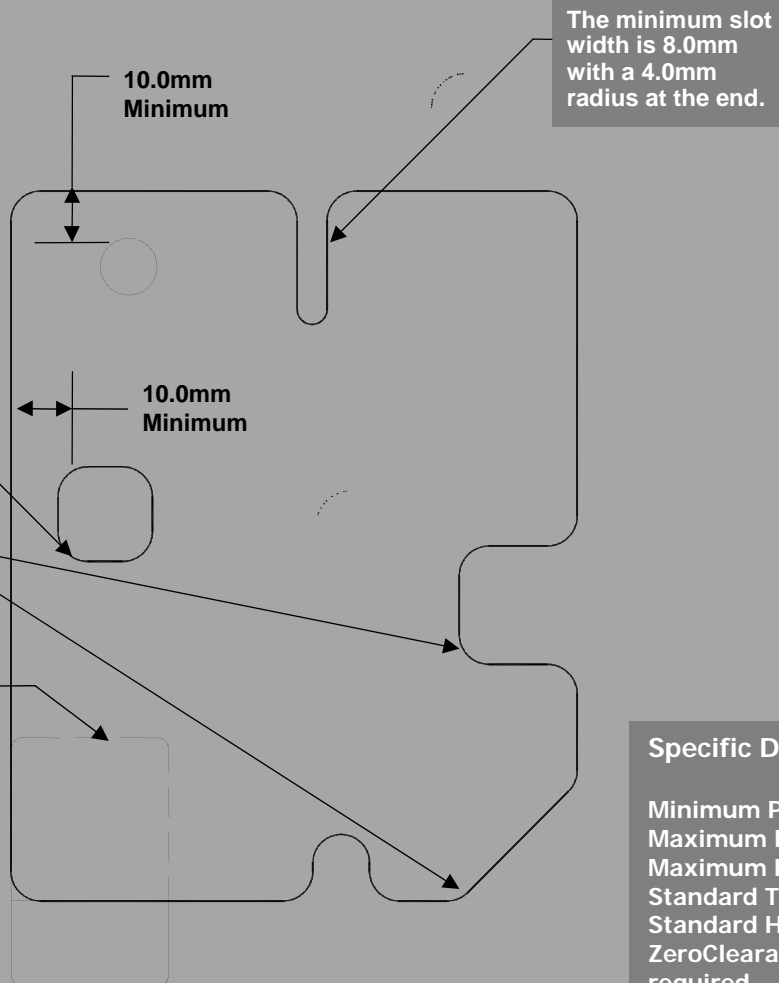 The minimum slot
width is 8.0mm
with a 4.0mm
radius at the end.
10.0mm
Minimum
10.0mm
Minimum
Specific
Minimum
Maximum
Maximum
Standard
Standard
required